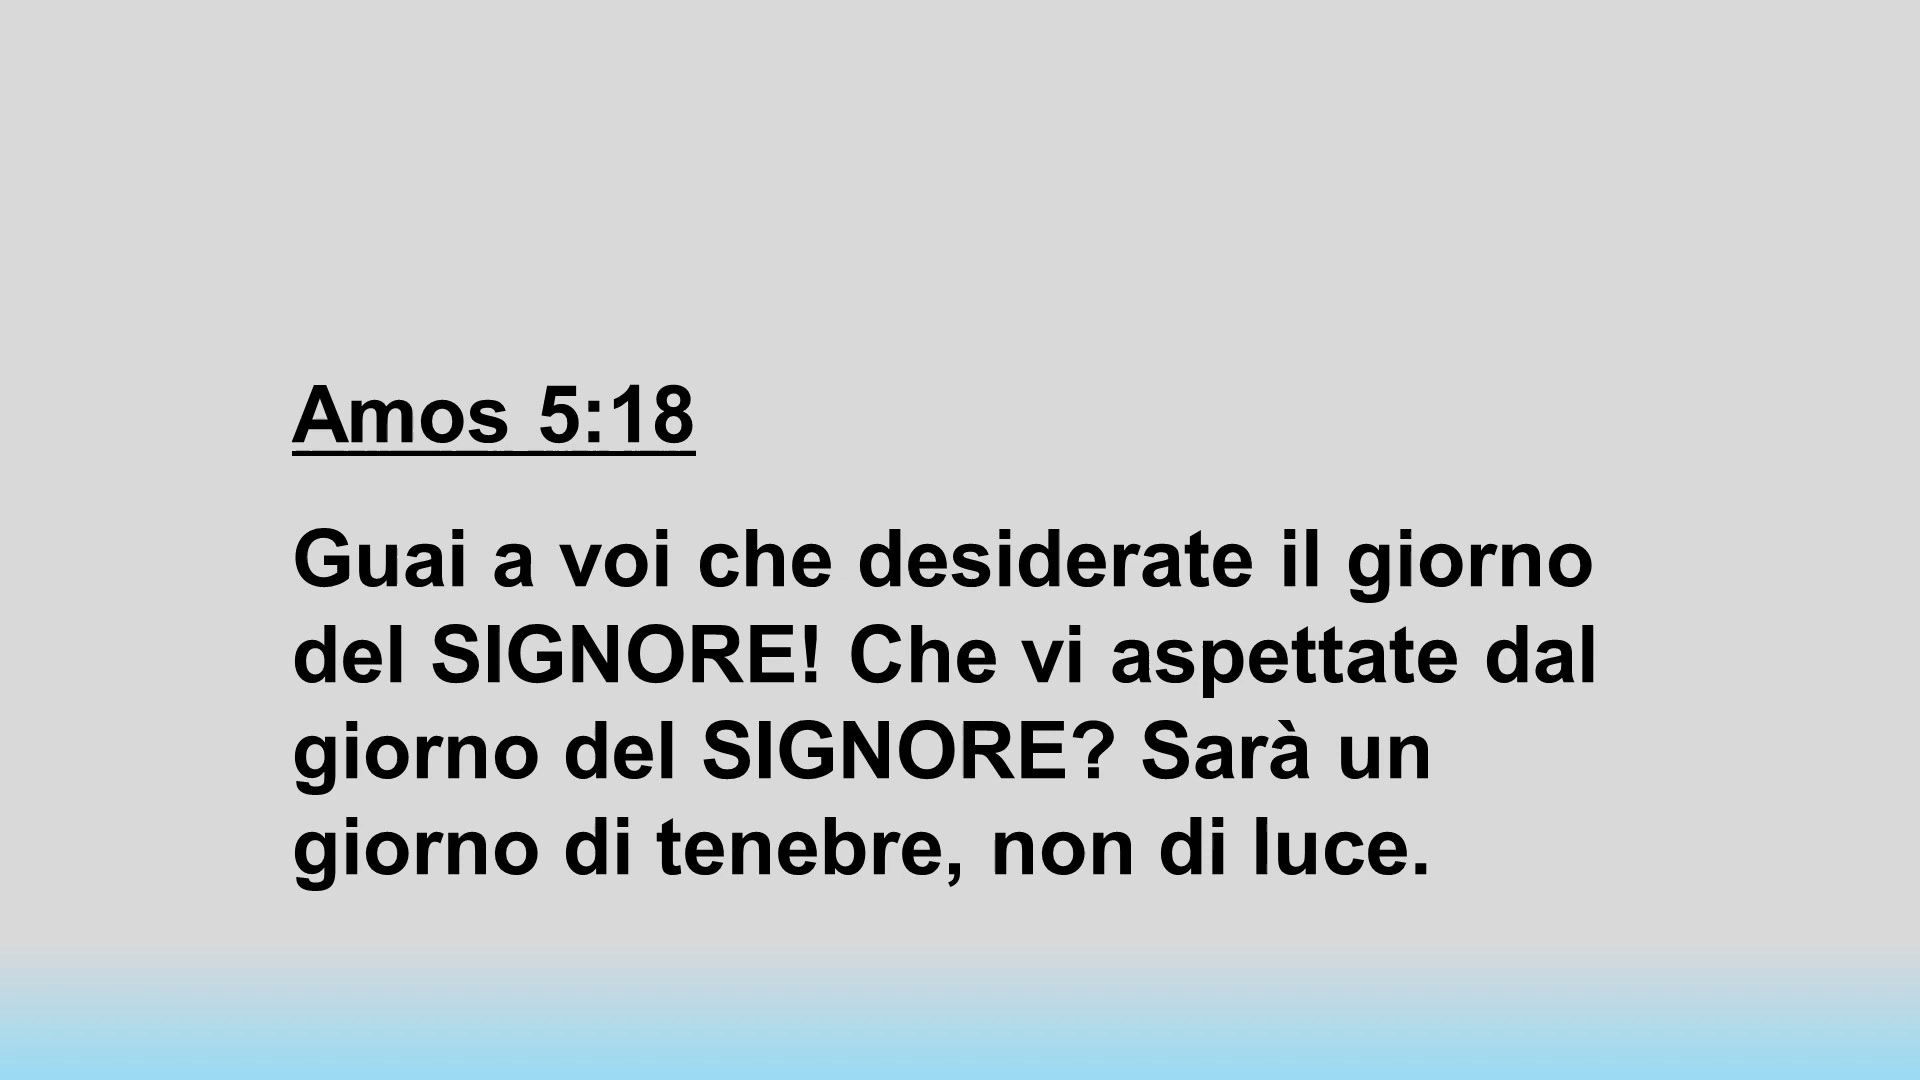 Amos 5:18
Guai a voi che desiderate il giorno
del SIGNORE! Che vi aspettate dal
giorno del SIGNORE? Sarà un
giorno di tenebre, non di luce.